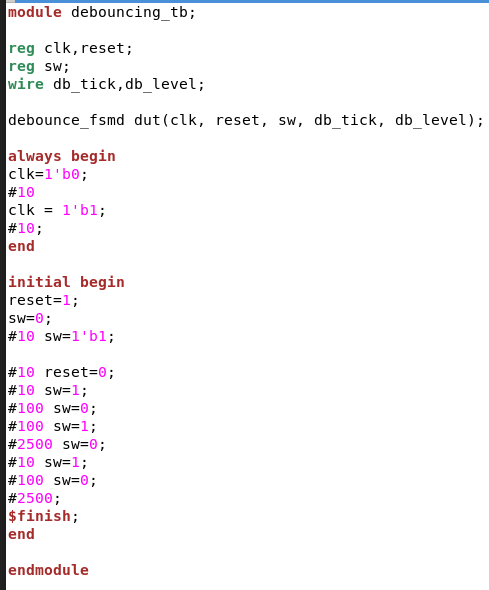 module debouncing_tb;
reg clk,reset;
reg sw;
wire db_tick,db_level;
debounce_fsmd dut(clk, reset, sw, db_tick, db_level);
always begin
clk=1'b0;
#10
clk = 1'b1;
#10;
end
initial begin
reset=1;
sw=0;
#10 sw=1'b1;
#10 reset=0;
#10 sw=1;
#100 sw=0;
#100 sw=1;
#2500 sw=0;
#10 sw=1;
#100 sw=0;
#2500;
$finish;
end
endmodule